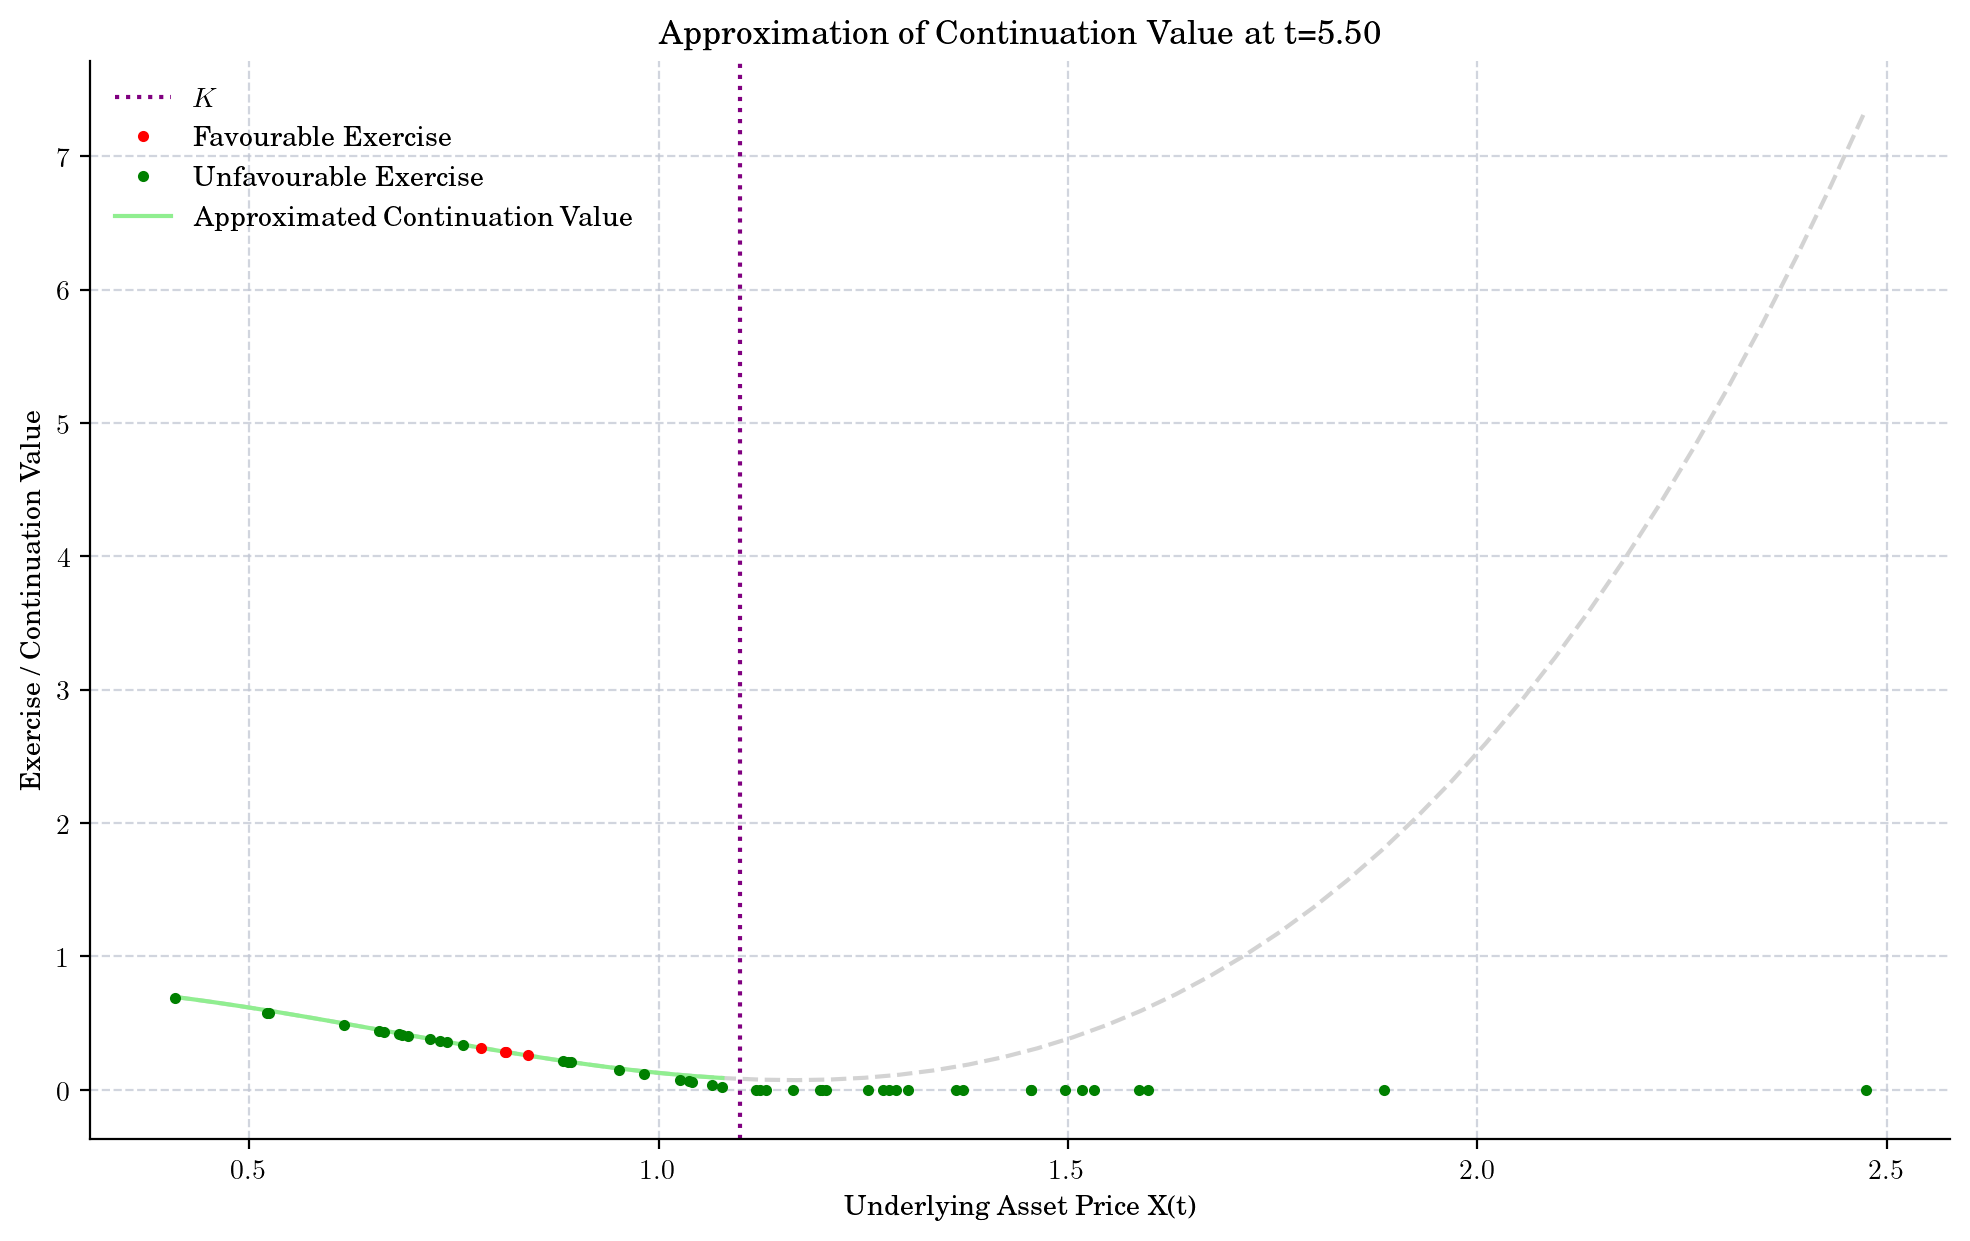 Approximation of Continuation Value at t=5.50
K
Favourable Exercise
Unfavourable Exercise
Approximated Continuation Value
7
6
5
4
3
2
1
0
Exercise / Continuation Value
0.5
1.0
1.5
2.0
2.5
Underlying Asset Price X(t)